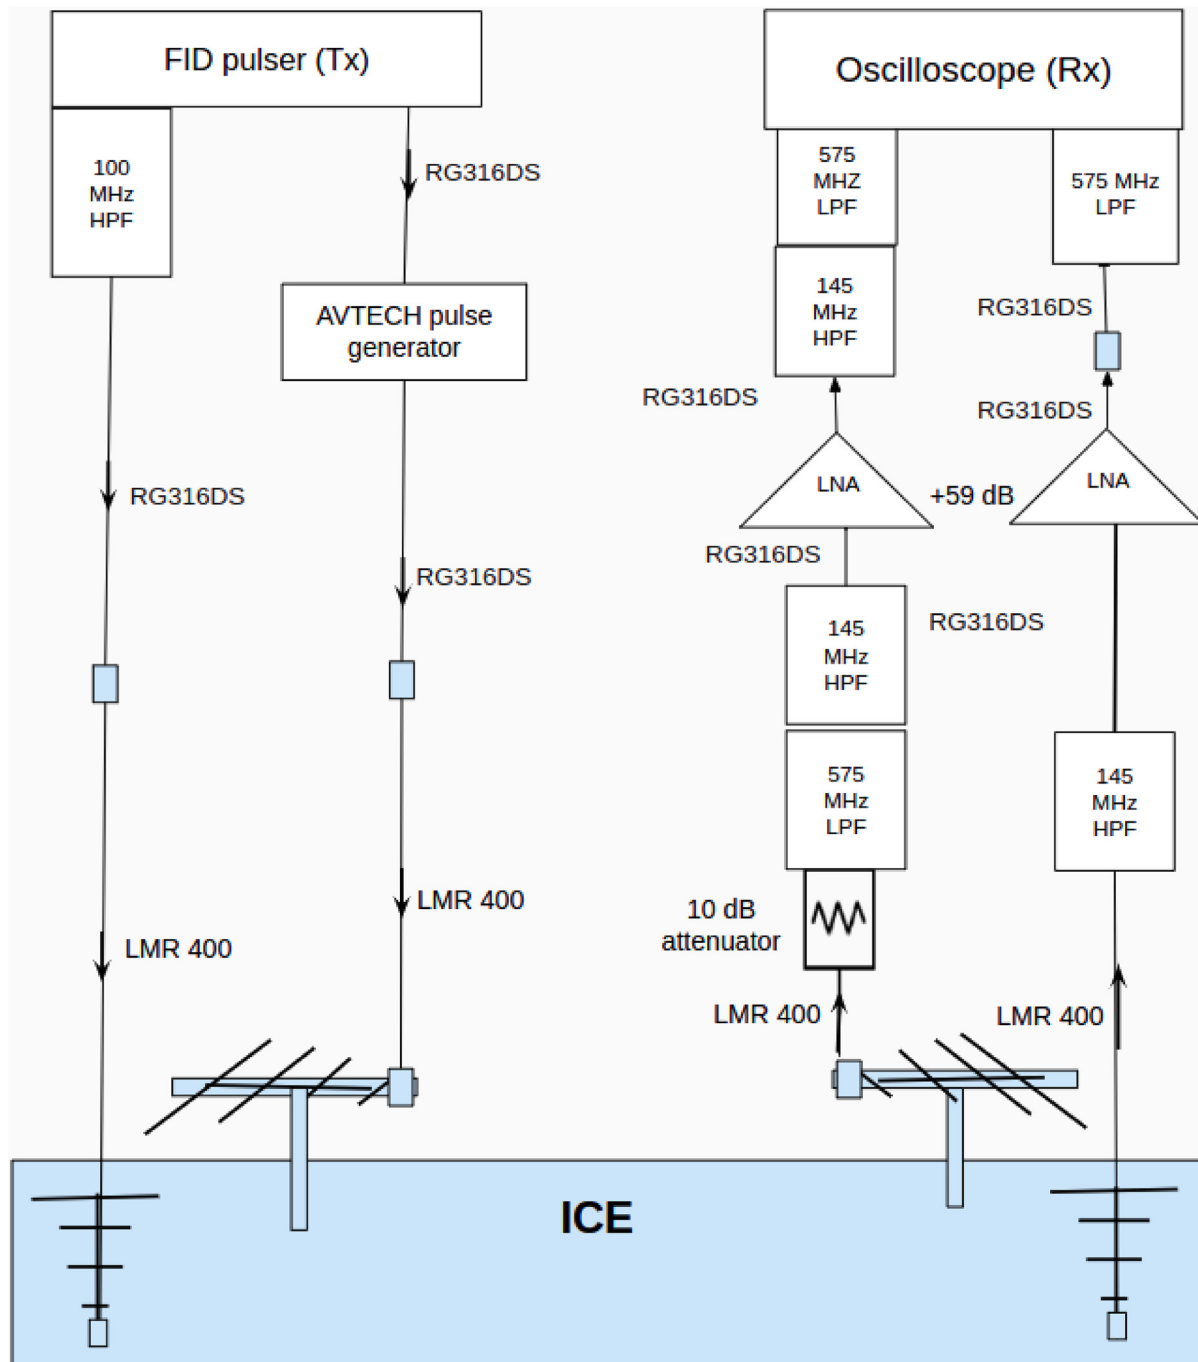 FID pulser (Tx)
100
MHz
HPF
RG316DS
AVTECH pulse
generator
RG316DS
RG316DS
LMR 400
LMR 400
Oscilloscope (Rx)
575
MHZ
LPF
575 MHz
LPF
145
MHz
HPF
RG316DS
RG316DS
RG316DS
LNA
+59 dB
LNA
RG316DS
145
MHz
HPF
RG316DS
575
MHz
LPF
145
MHz
HPF
10 dB
attenuator
LMR 400
LMR 400
ICE